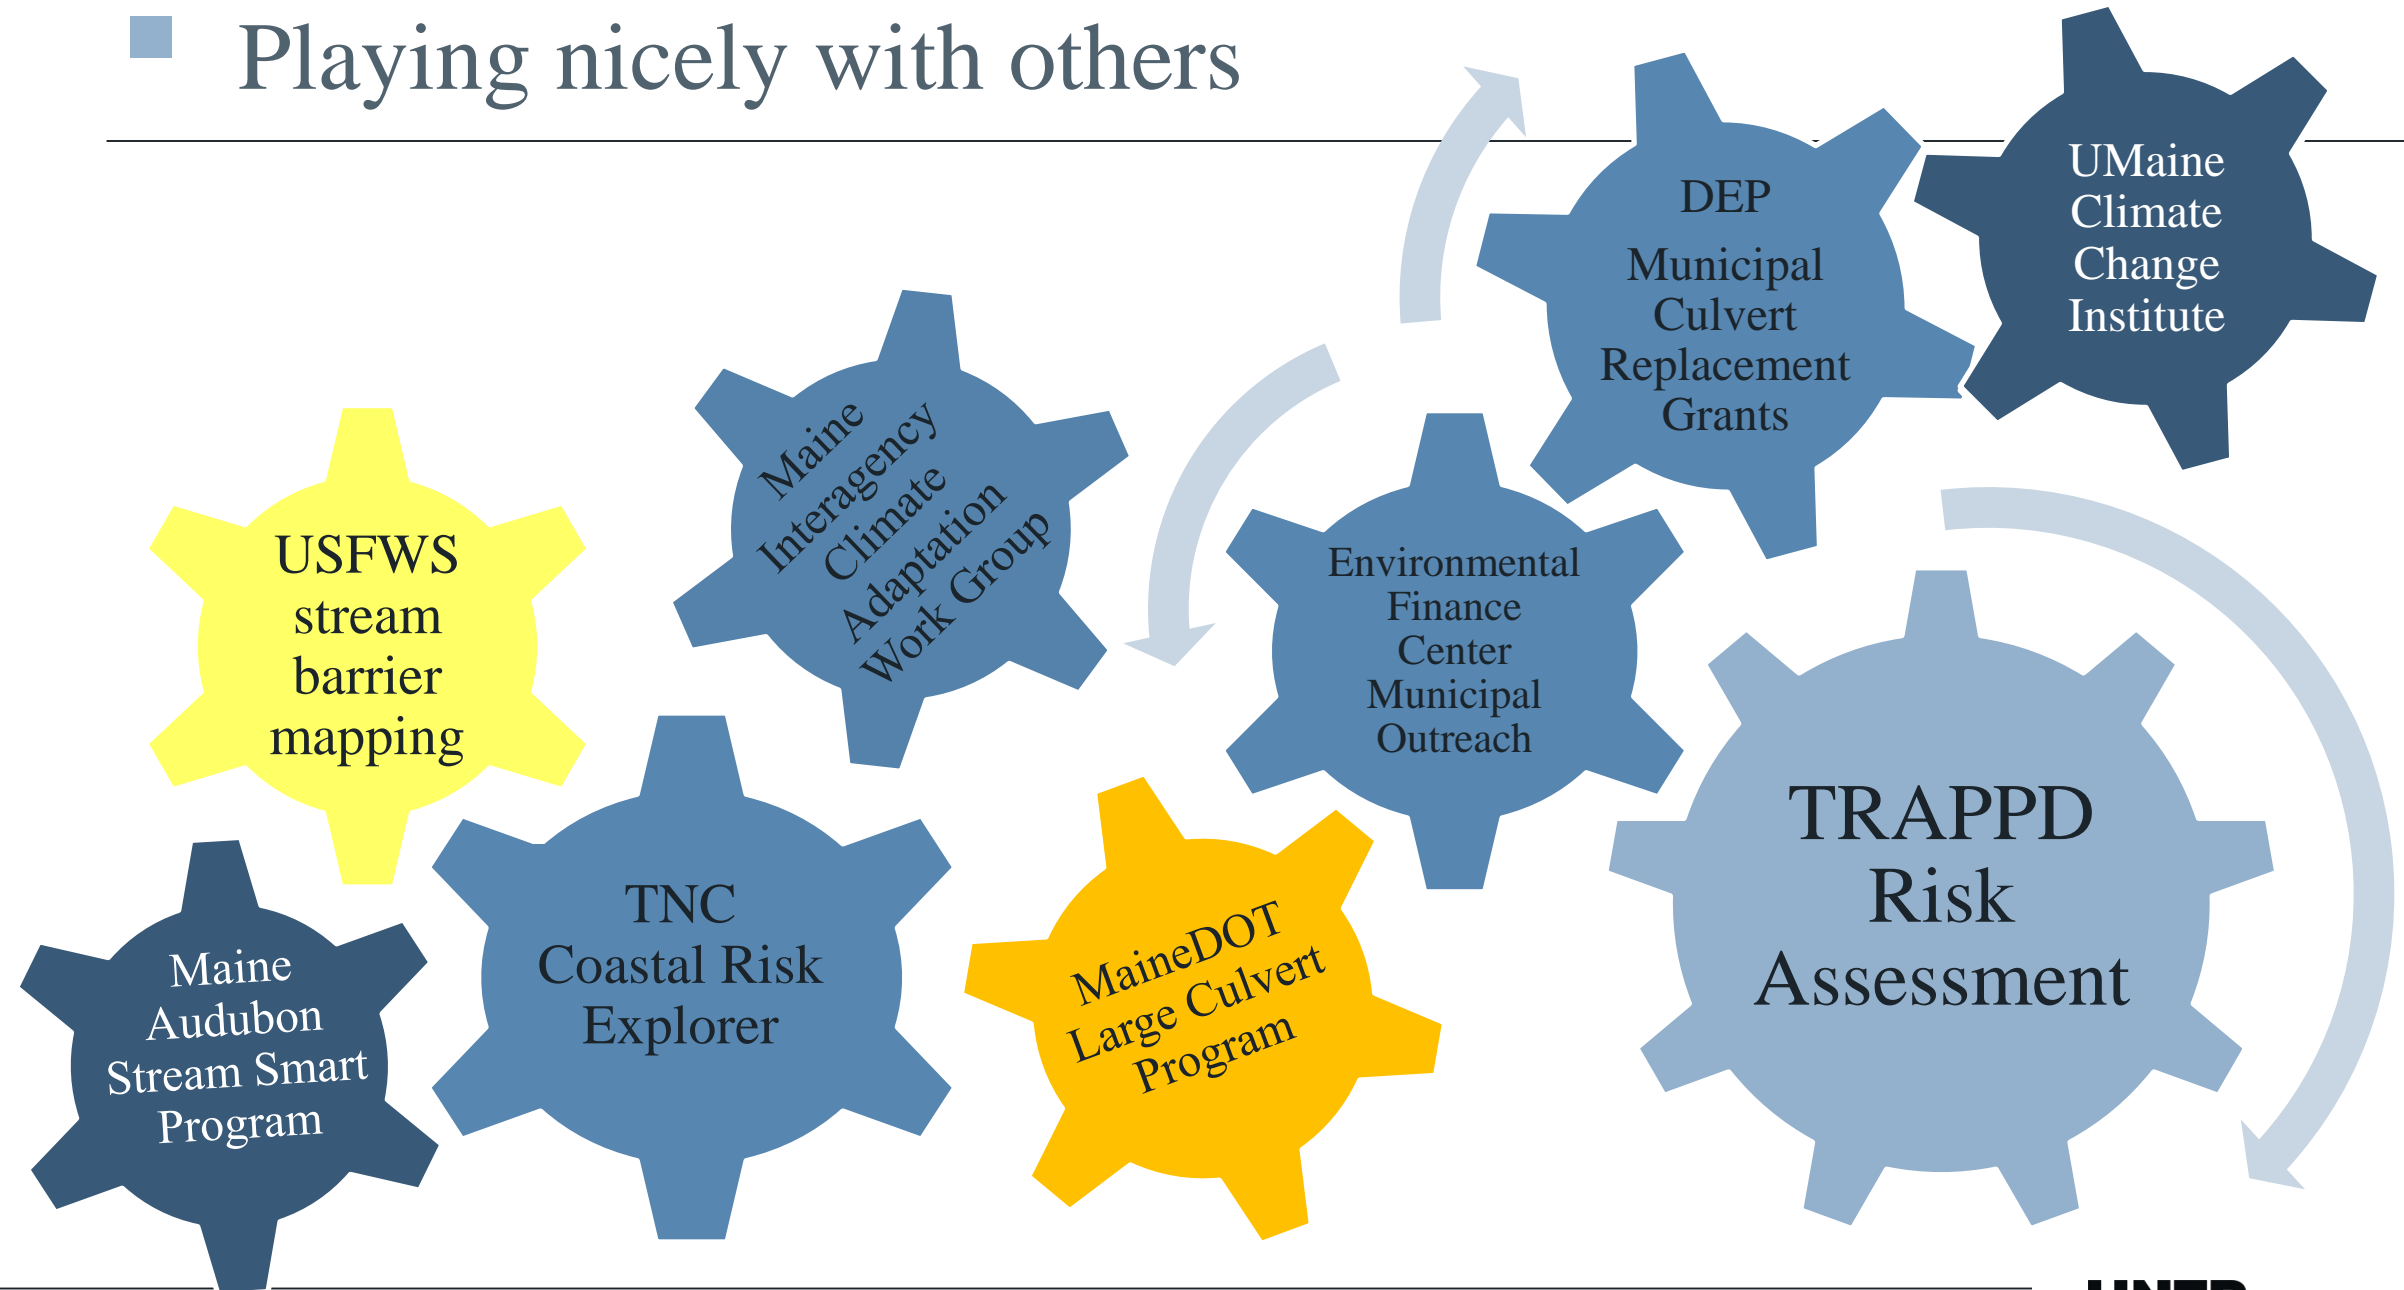 Playing nicely with others
UMaine
Climate
Change
Institute
DEP
Municipal
Culvert
Replacement
Grants
Maine
Interagency
Climate
Adaptation
Work Group
USFWS
stream
barrier
mapping
Environmental
Finance
Center
Municipal
Outreach
TRAPPD
Risk
Assessment
TNC
Coastal Risk
Explorer
MaineDOT
Large Culvert
Program
Maine
Audubon
Stream Smart
Program